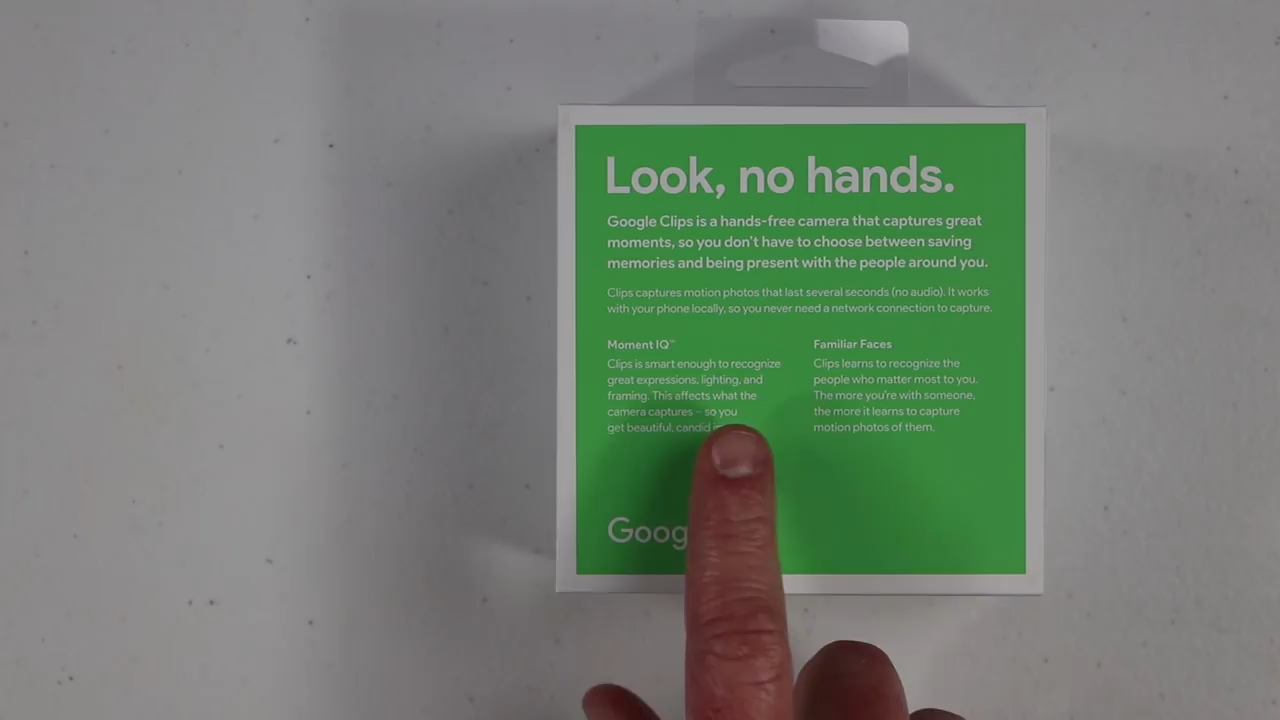 Look, no hands.
Google Clips is a hands-free camera that captures great
moments, so you don't have to choose between saving
memories and being present with the people around you.
Clips captures motion photos that last several seconds (no audio). It works
with your phone locally, so you never need a network connection to capture.
Moment IQ™
Clips is smart enough to recognize
great expressions, lighting, and
framing. This affects what the
camera captures – so you
get beautiful, candid
Familiar Faces
Clips learns to recognize the
people who matter most to you.
The more you're with someone,
the more it learns to capture
motion photos of them.
Goog